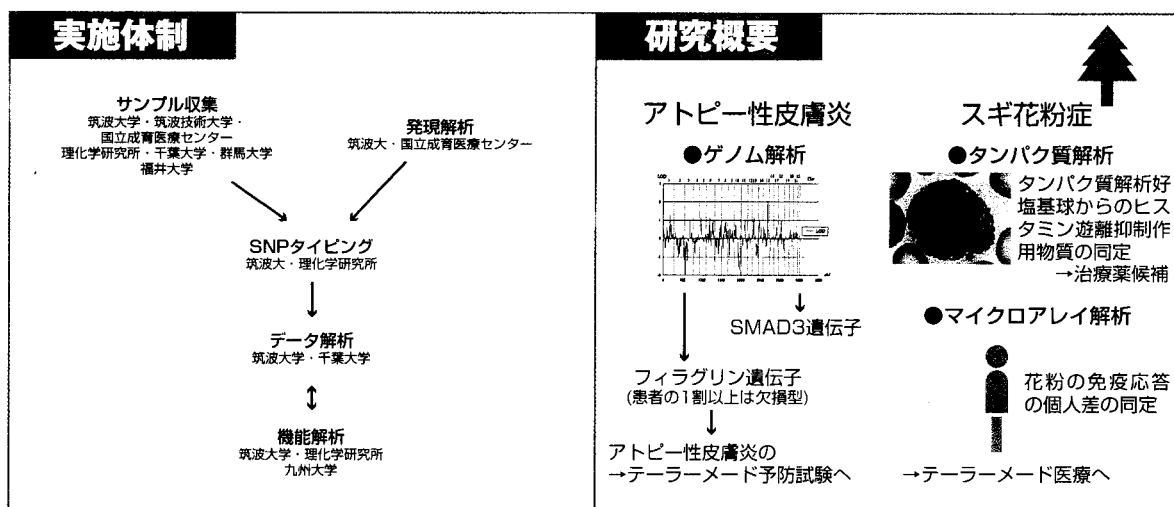 実施体制
サンプル収集
筑波大学・筑波技術大学・
国立成育医療センター
理化学研究所・千葉大学・群馬大学
福井大学
発現解析
筑波大・国立成育医療センター
SNPタイピング
筑波大・理化学研究所
データ解析
筑波大学・千葉大学
機能解析
筑波大学・理化学研究所
九州大学
研究概要
アトピー性皮膚炎
●ゲノム解析
LOD
SMAD3遺伝子
フィラグリン遺伝子
(患者の1割以上は欠損型)
アトピー性皮膚炎の
→テーラーメード予防試験へ
スギ花粉症
●タンパク質解析
タンパク質解析好
塩基球からのヒス
タミン遊離抑制作
用物質の同定
→治療薬候補
●マイクロアレイ解析
花粉の免疫応答
の個人差の同定
→テーラーメード医療へ